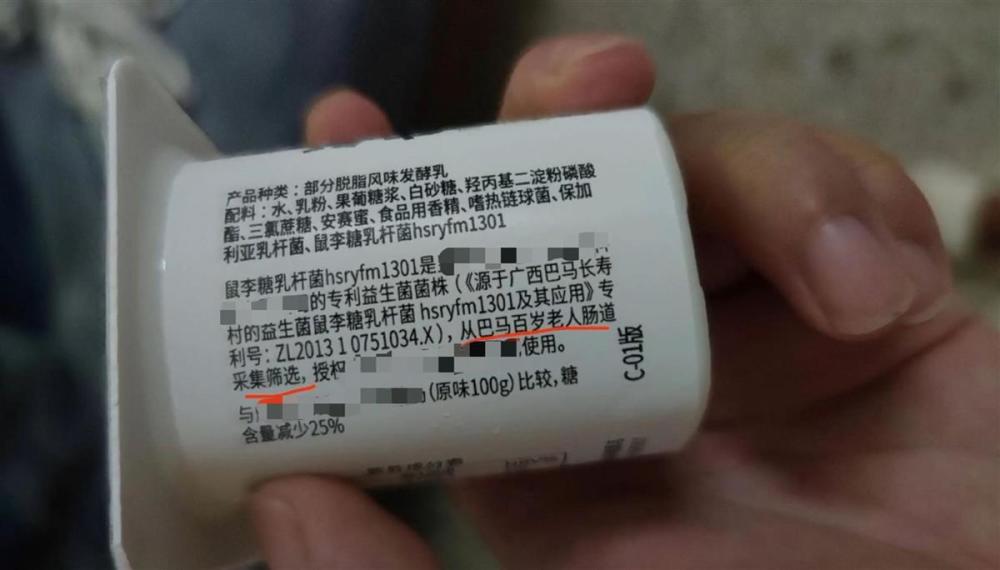 产品种类：部分脱脂风味发酵乳
配料：水、乳粉、果葡糖浆、白砂糖、羟丙基二淀粉磷酸
酯、三氯蔗糖、安赛蜜、食品用香精、嗜热链球菌、保加
利亚乳杆菌、鼠李糖乳杆菌hsryfm1301
鼠李糖乳杆菌hsryfm1301是
的专利益生菌菌株（《源于广西巴马长寿
村的益生菌鼠李糖乳杆菌 hsryfm1301及其应用》专
利号：ZL2013 1 0751034.X），从巴马百岁老人肠道
采集筛选，授权 使用。
与 （原味100g）比较，糖
含量减少25%
C-01版